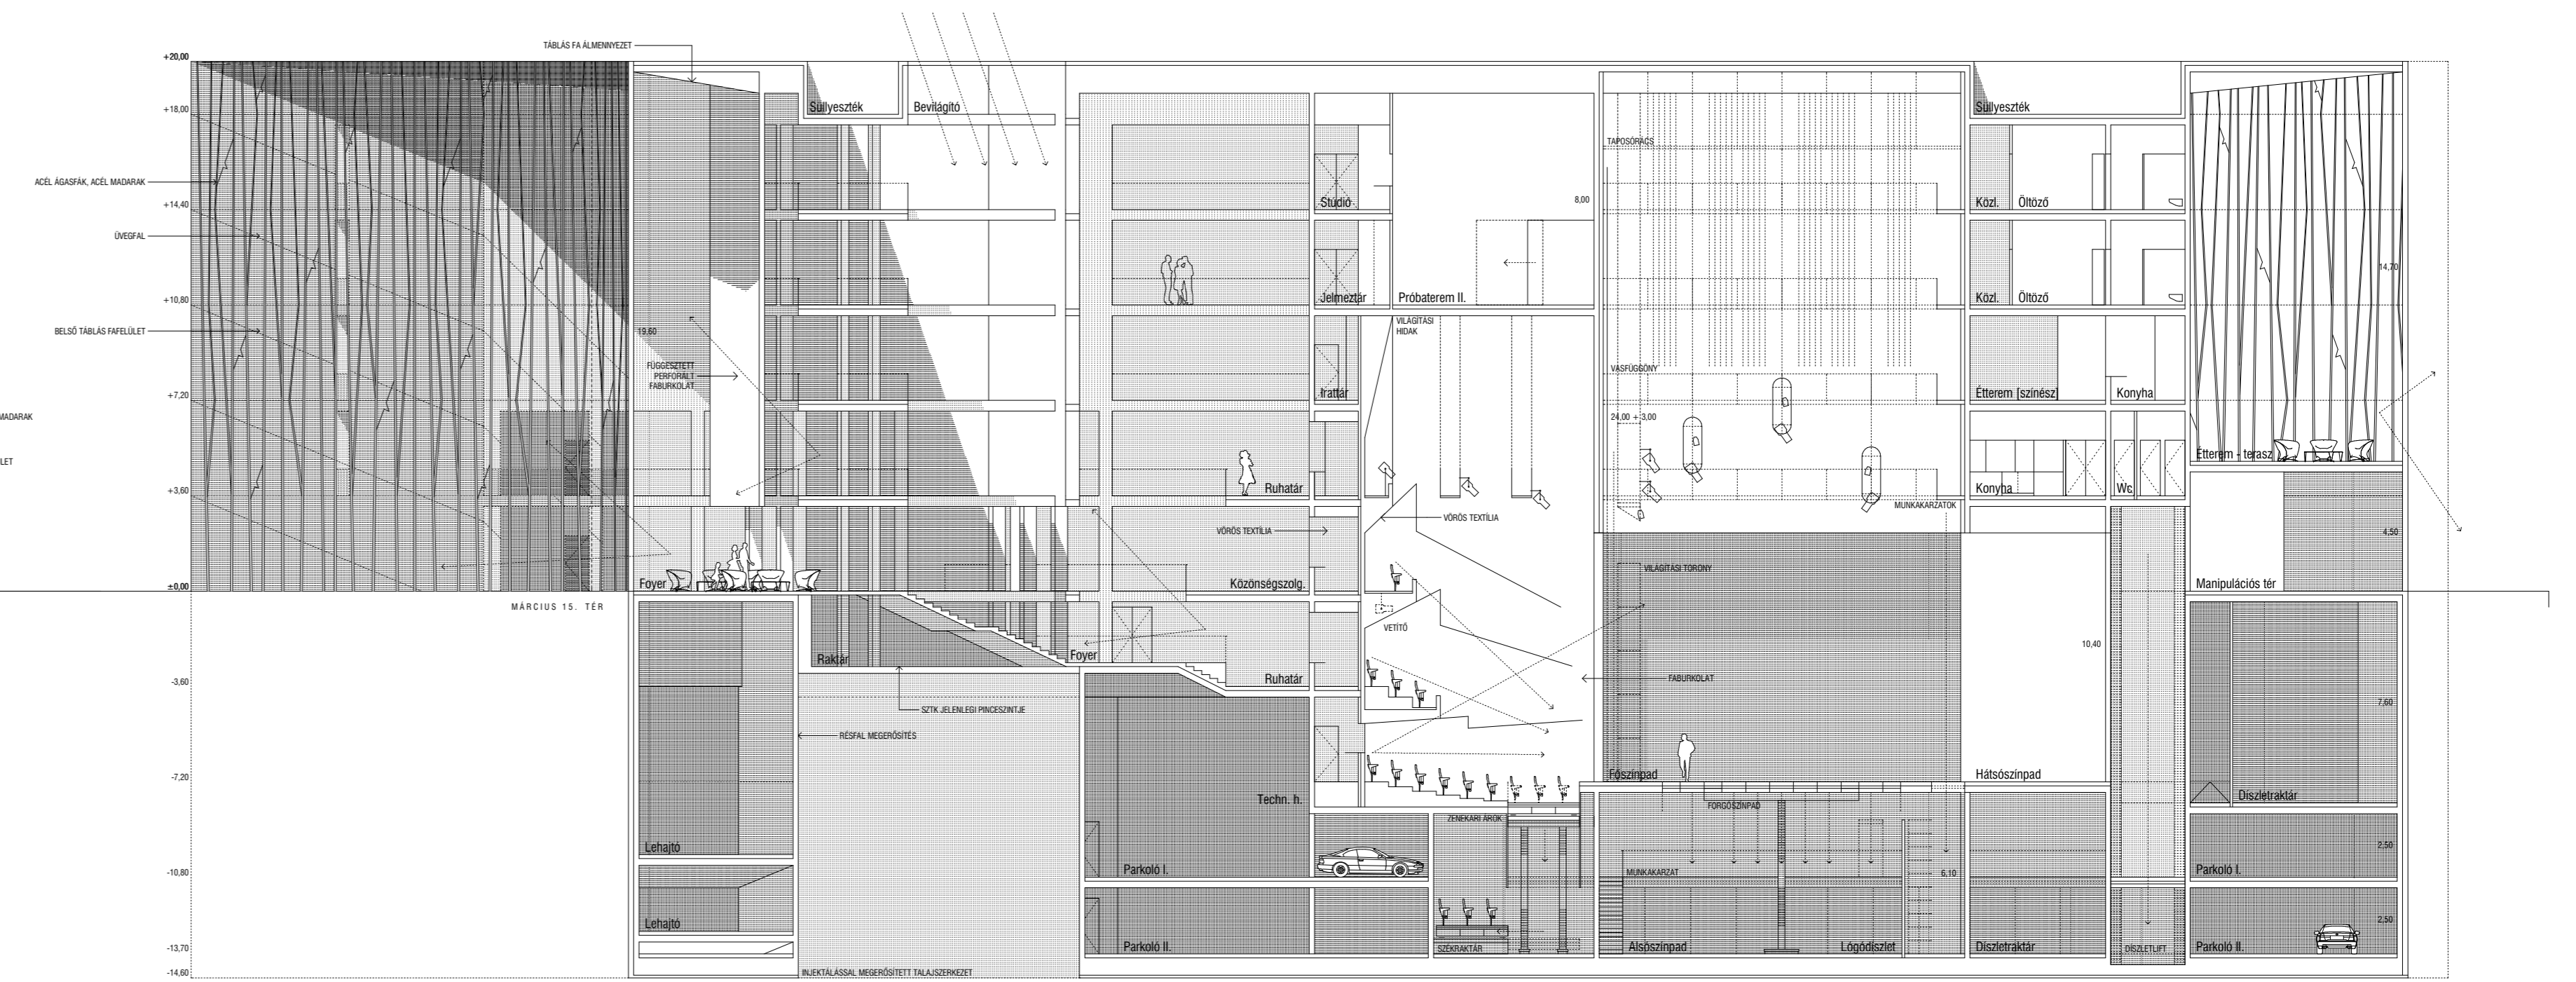 TÁBLÁS FA ÁLMENNYEZET
+20,00
+18,00
ACÉL ÁGASFÁK, ACÉL MADARAK
+14,40
ÜVEGFAL
+10,80
BELSŐ TÁBLÁS FAFELÜLET
+7,20
MADARAK
LET
+3,60
±0,00
MÁRCIUS 15. TÉR
-3,60
-7,20
-10,80
-13,70
-14,60
19,60
FÜGGESZTETT
PERFORÁLT
FABURKOLAT
Foyer
Lehajtó
Lehajtó
Süllyeszték
Bevilágító
Raktár
SZTK JELENLEGI PINCESZINTJE
RÉSFAL MEGERŐSÍTÉS
INJEKTÁLÁSSAL MEGERŐSÍTETT TALAJSZERKEZET
Ruhatár
VÖRÖS TEXTÍLIA
Közönségszolg.
Foyer
Ruhatár
Techn. h.
Parkoló I.
Parkoló II.
Stúdió
Jelmeztár
Próbaterem II.
8,00
Irattár
VILÁGÍTÁSI
HIDAK
VÖRÖS TEXTÍLIA
VETÍTŐ
FABURKOLAT
ZENEKARI ÁROK
SZÉKRAKTÁR
TAPOSÓRÁCS
VASFÜGGÖNY
24,00 + 3,00
MUNKAKARZATOK
VILÁGÍTÁSI TORONY
Főszínpad
FORGÓSZÍNPAD
MUNKAKARZAT
6,10
Alsószínpad
Lógódíszlet
Süllyeszték
Közl.
Öltöző
Közl.
Öltöző
Étterem [színész]
Konyha
Konyha
Wc
10,40
Hátsószínpad
Díszletraktár
DÍSZLETLIFT
14,70
Étterem - terasz
4,50
Manipulációs tér
7,60
Díszletraktár
2,50
Parkoló I.
2,50
Parkoló II.